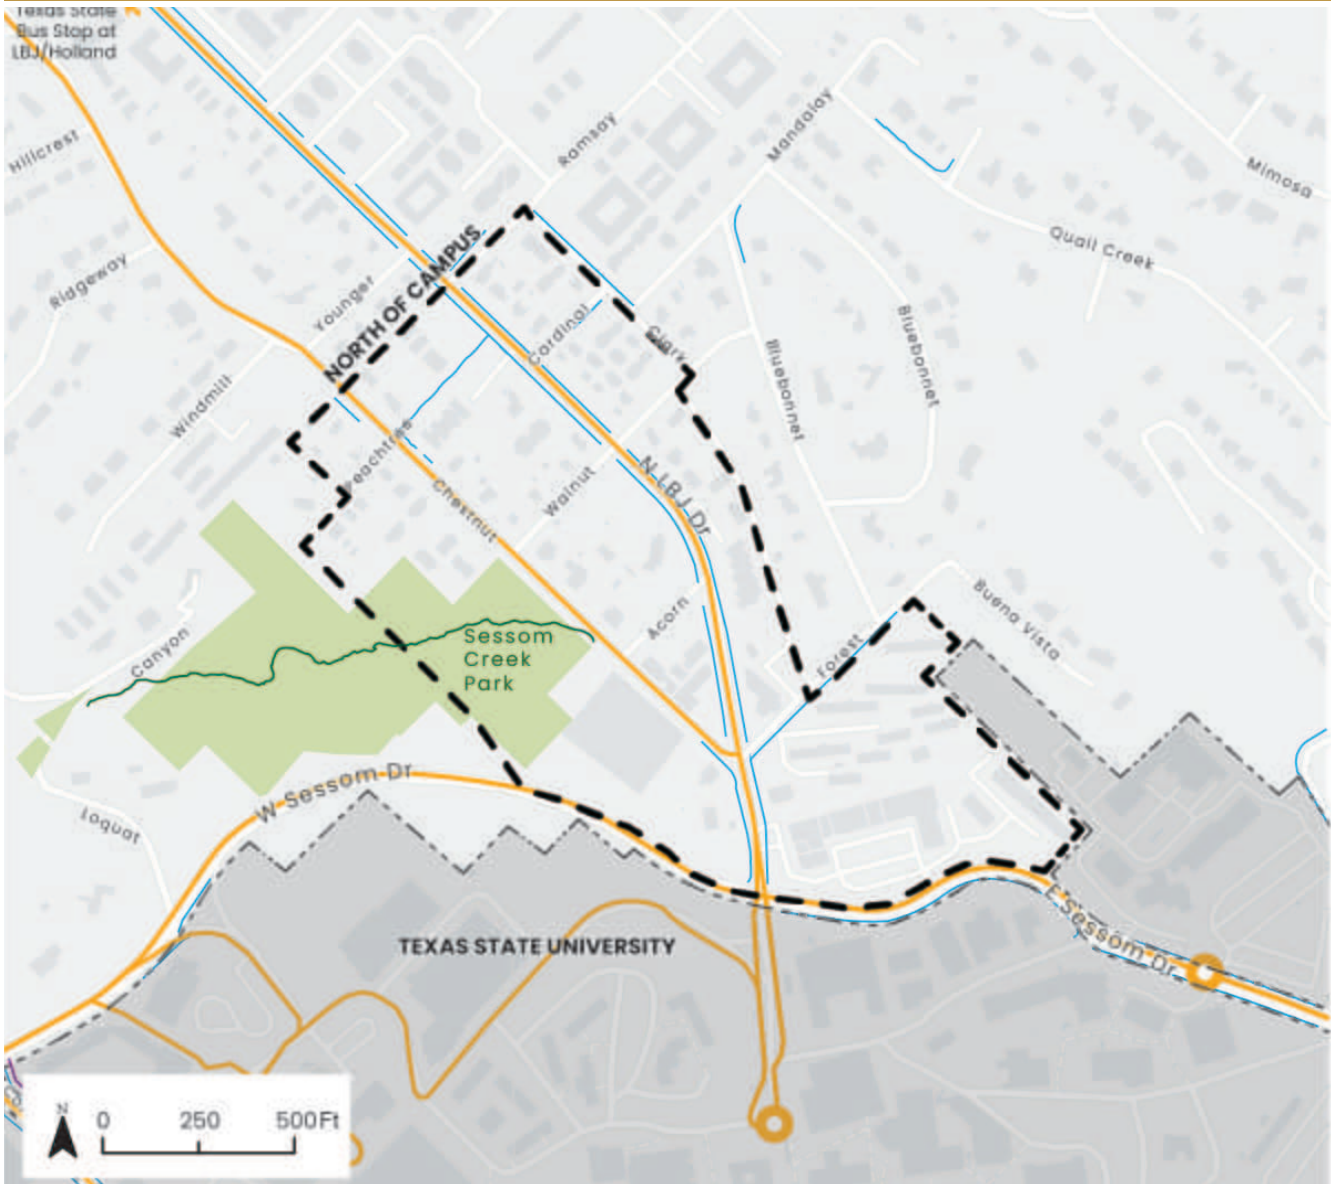 Texas State
Bus Stop at
LBJ/Holland
Hillcrest
Ramsay
Mandalay
Mimosa
Quail Creek
Ridgeway
Younger
NORTH OF CAMPUS
Cardinal
Clark
Bluebonnet
Bluebonnet
Windmill
Peachtree
Chestnut
Walnut
N LBJ Dr
Acorn
Forest
Buena Vista
Canyon
Sessom
Creek
Park
W Sessom Dr
Loquat
TEXAS STATE UNIVERSITY
E Sessom Dr
N
0 250 500 Ft